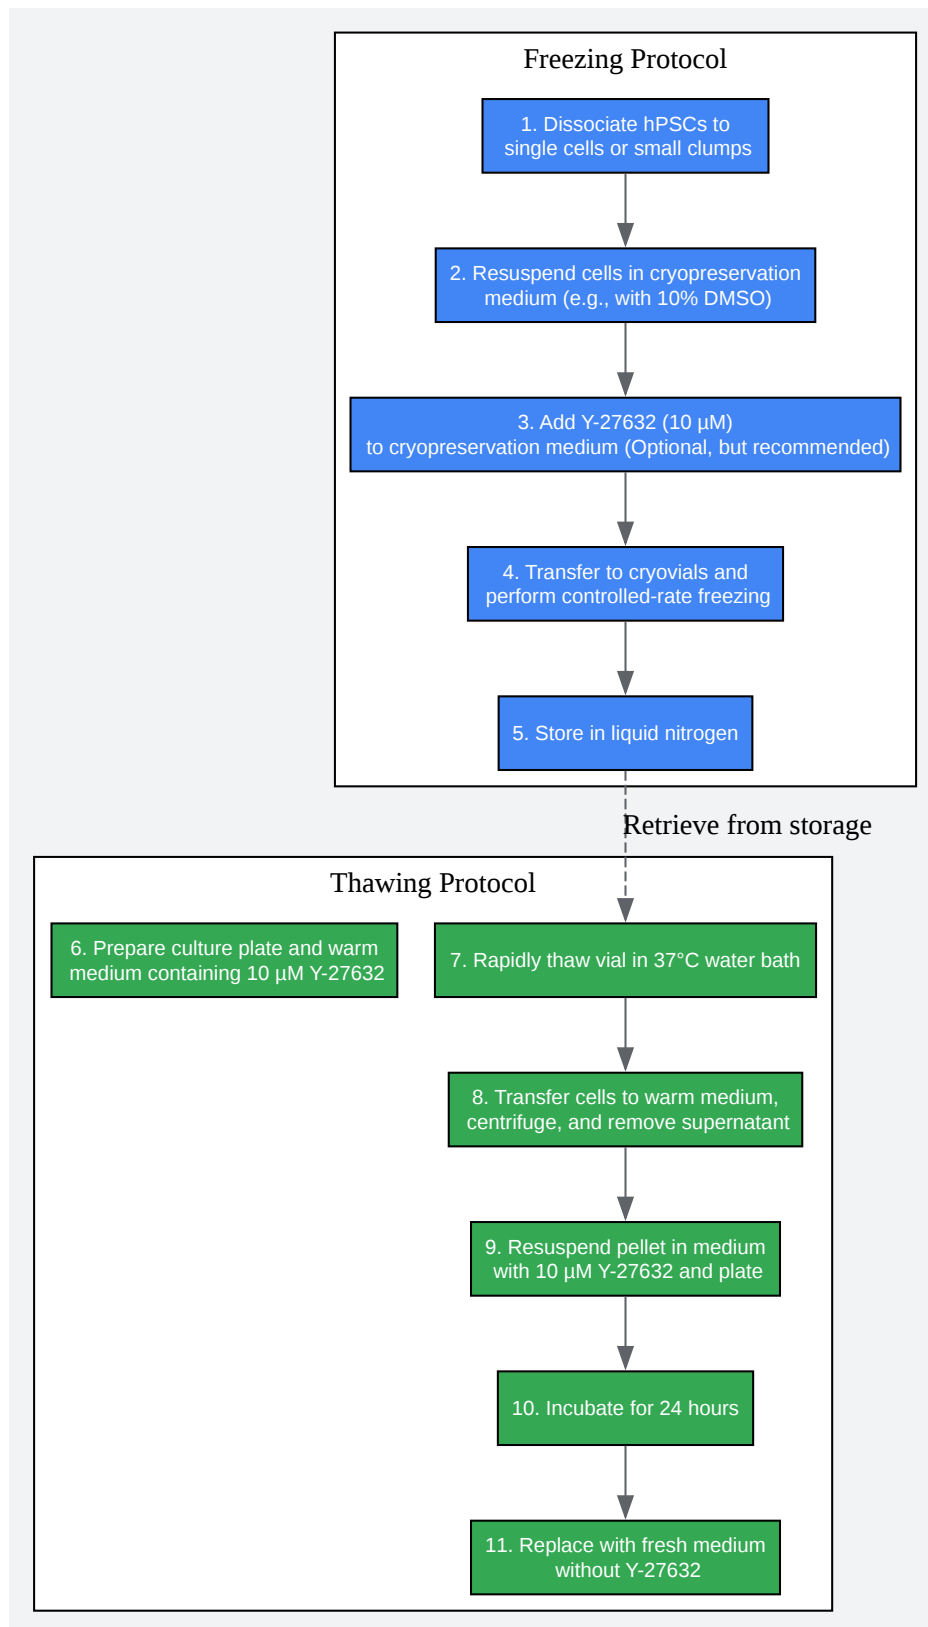 Freezing Protocol
1. Dissociate hPSCs to
single cells or small clumps
2. Resuspend cells in cryopreservation
medium (e.g., with 10% DMSO)
3. Add Y-27632 (10 µM)
to cryopreservation medium (Optional, but recommended)
4. Transfer to cryovials and
perform controlled-rate freezing
5. Store in liquid nitrogen
Retrieve from storage
Thawing Protocol
6. Prepare culture plate and warm
medium containing 10 µM Y-27632
7. Rapidly thaw vial in 37°C water bath
8. Transfer cells to warm medium,
centrifuge, and remove supernatant
9. Resuspend pellet in medium
with 10 µM Y-27632 and plate
10. Incubate for 24 hours
11. Replace with fresh medium
without Y-27632